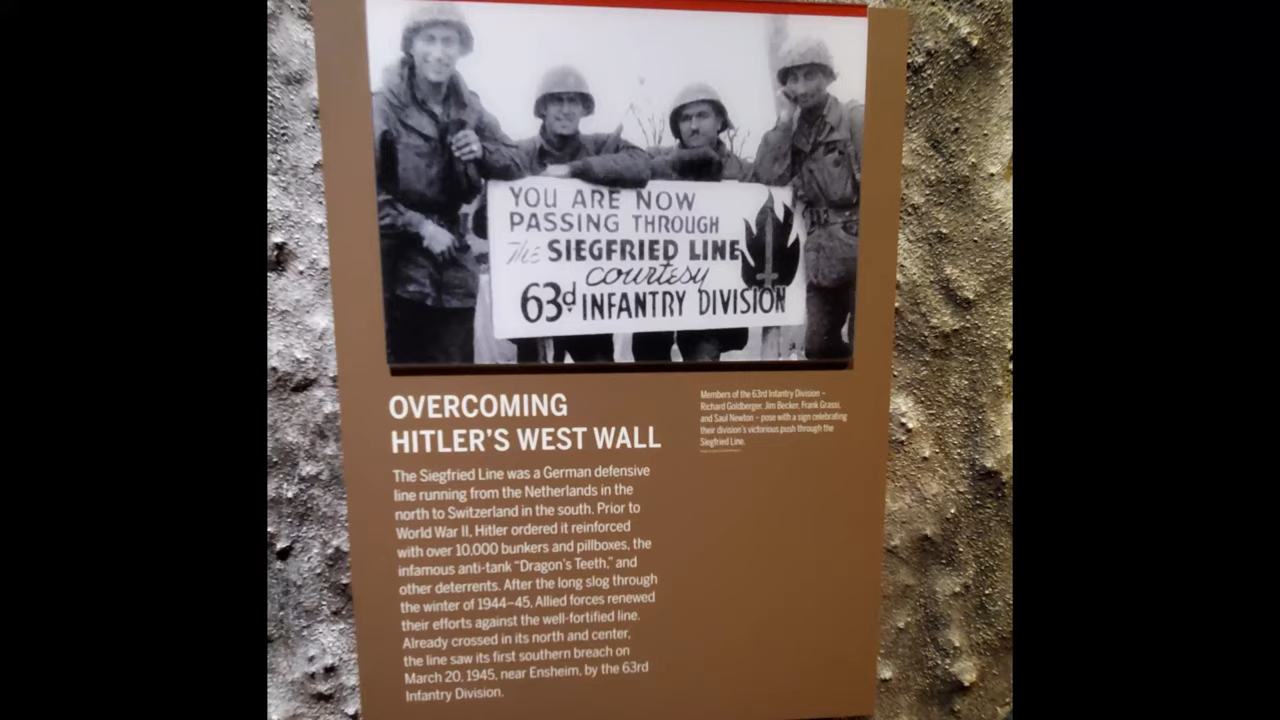 YOU ARE NOW
PASSING THROUGH
The SIEGFRIED LINE
courtesy
63d INFANTRY DIVISION
OVERCOMING
HITLER'S WEST WALL
The Siegfried Line was a German defensive
line running from the Netherlands in the
north to Switzerland in the south. Prior to
World War II, Hitler ordered it reinforced
with over 10,000 bunkers and pillboxes, the
infamous anti-tank "Dragon's Teeth," and
other deterrents. After the long slog through
the winter of 1944–45, Allied forces renewed
their efforts against the well-fortified line.
Already crossed in its north and center,
the line saw its first southern breach on
March 20, 1945, near Ensheim, by the 63rd
Infantry Division.
Members of the 63rd Infantry Division –
Richard Goldberger, Jim Becker, Frank Grassi,
and Saul Newton – pose with a sign celebrating
their division's victorious push through the
Siegfried Line.